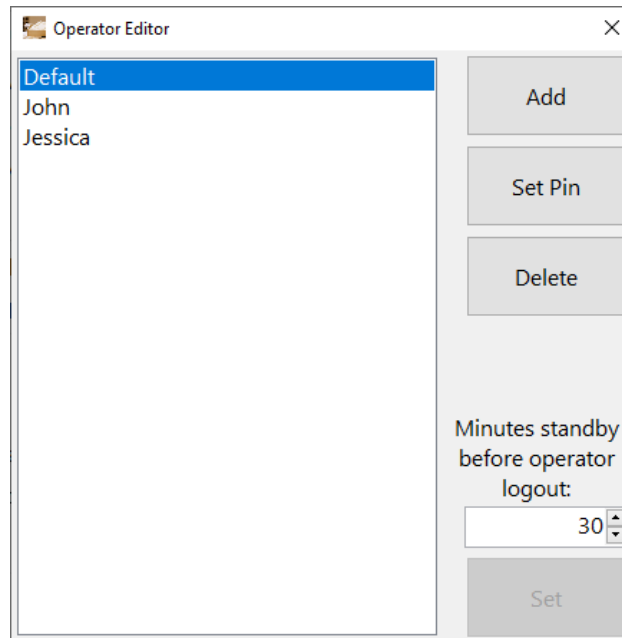 Operator Editor
Default
John
Jessica
Add
Set Pin
Delete
Minutes standby
before operator
logout:
30
Set